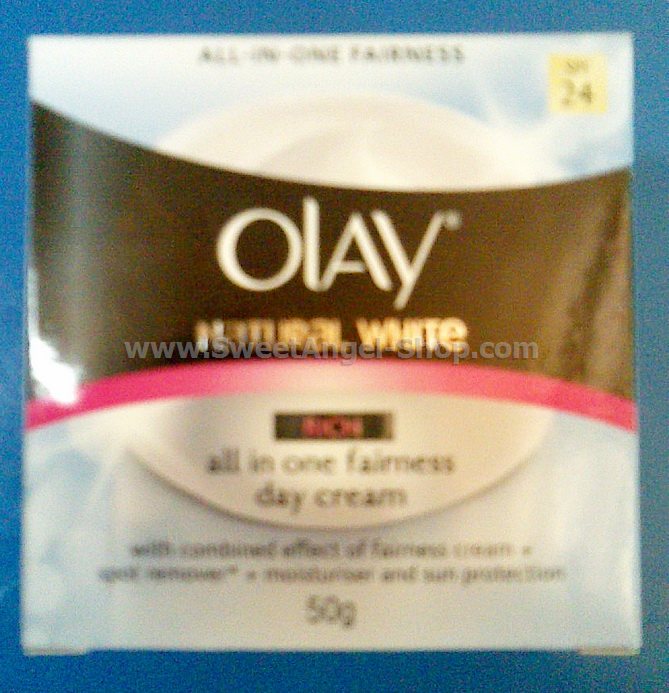 ALL-IN-ONE FAIRNESS
SPF
24
OLAY®
NATURAL WHITE
www.SweetAngel-Shop.com
RICH
all in one fairness
day cream
with combined effect of fairness cream +
spot remover* + moisturiser and sun protection
50g